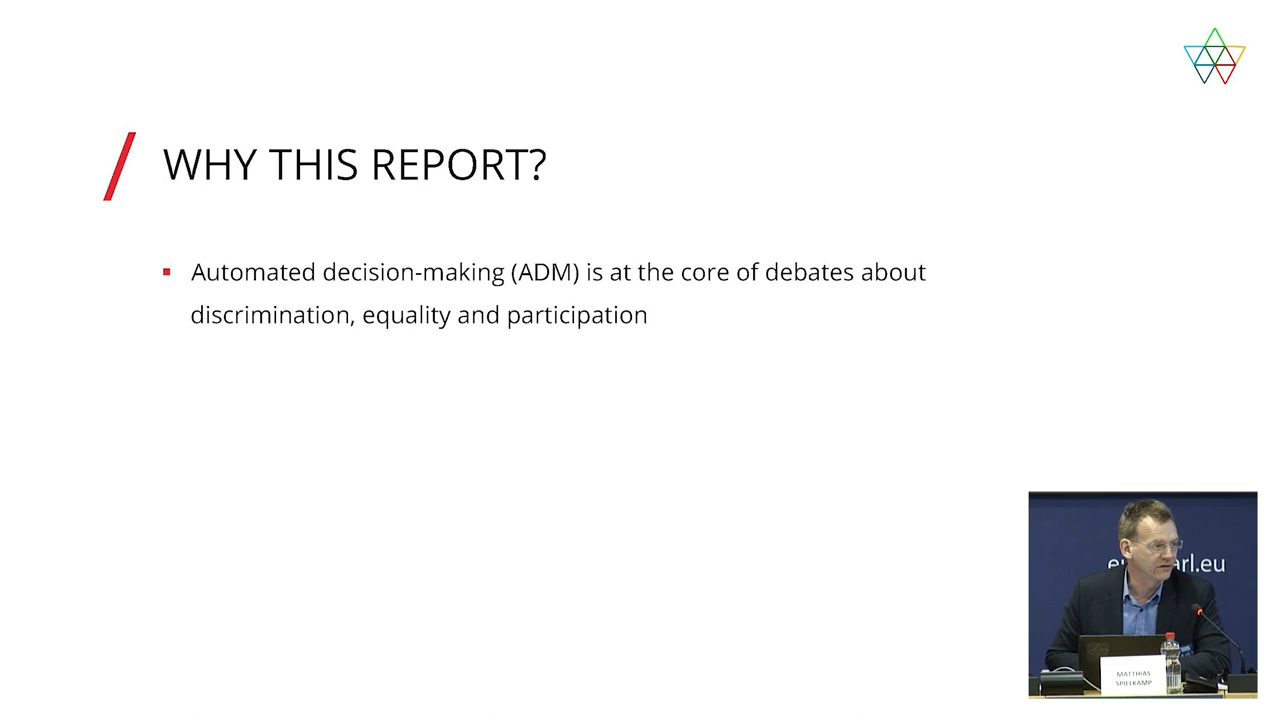 WHY THIS REPORT?
Automated decision-making (ADM) is at the core of debates about
discrimination, equality and participation
arl.eu
MATTHIAS
SPIELKAMP